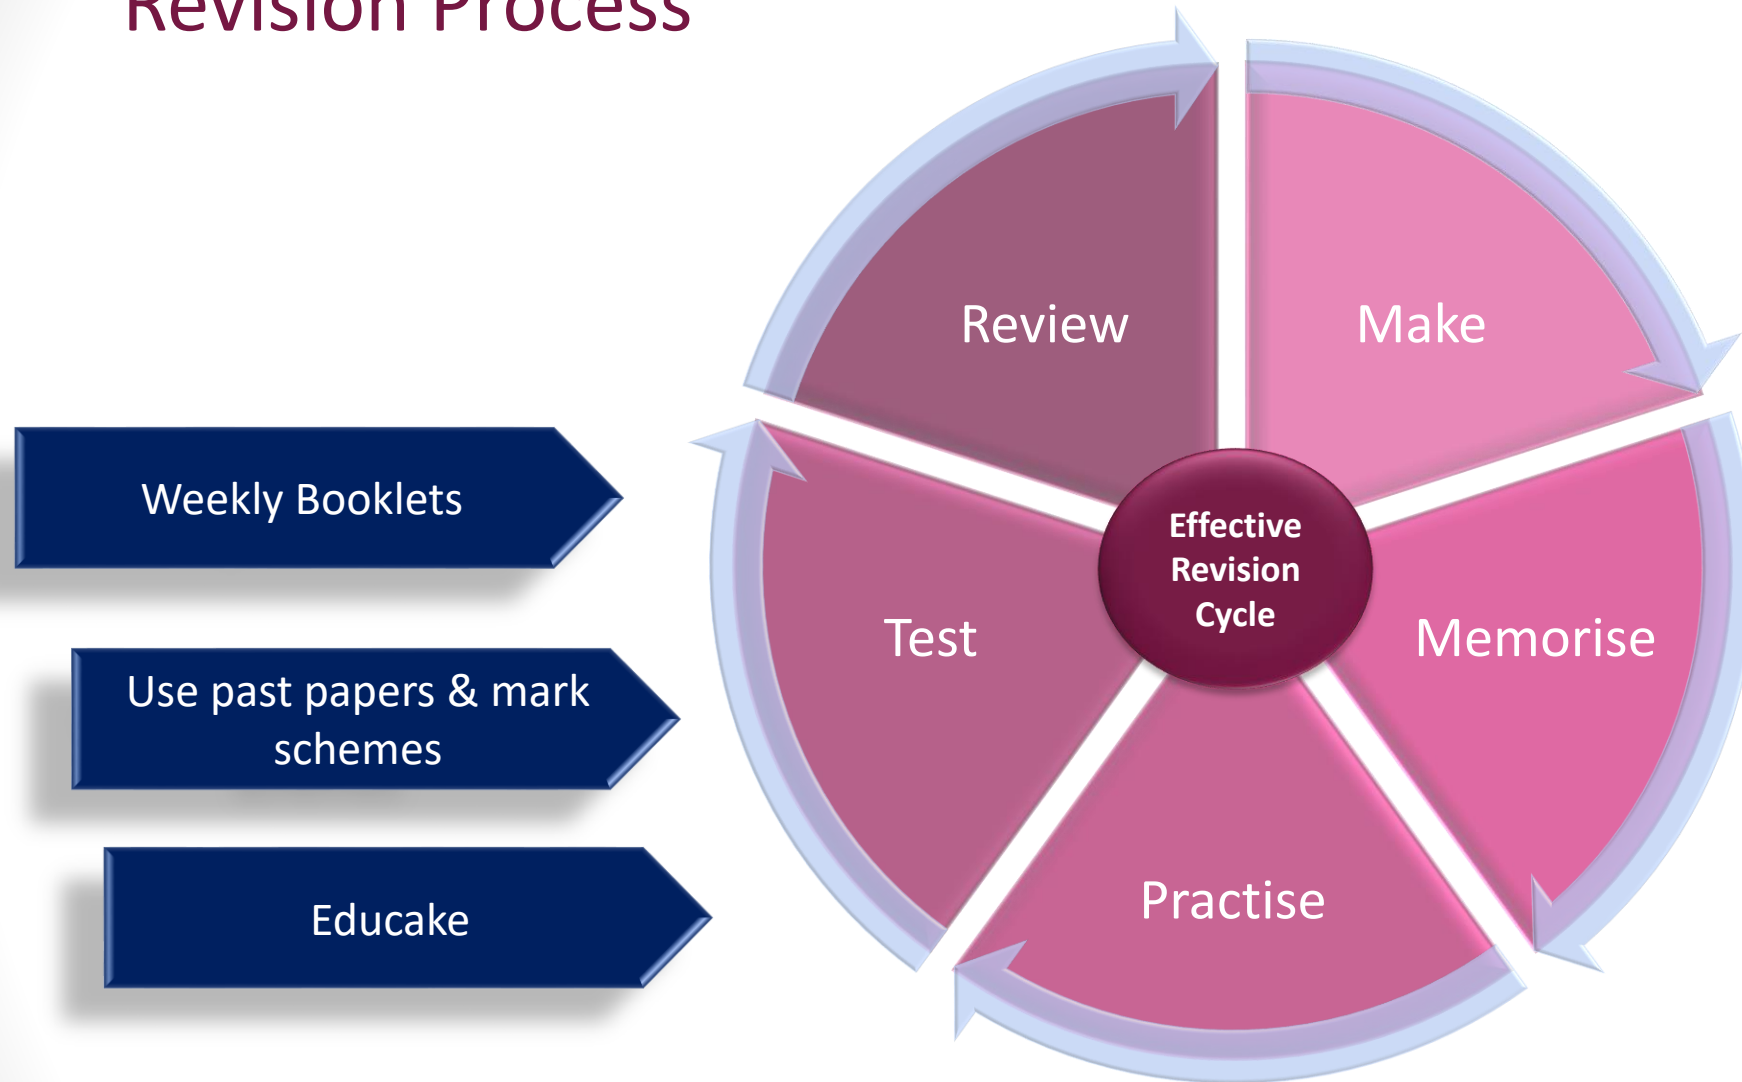 Revision Process
Review
Make
Weekly Booklets
Effective
Revision
Cycle
Test
Memorise
Use past papers & mark
schemes
Practise
Educake